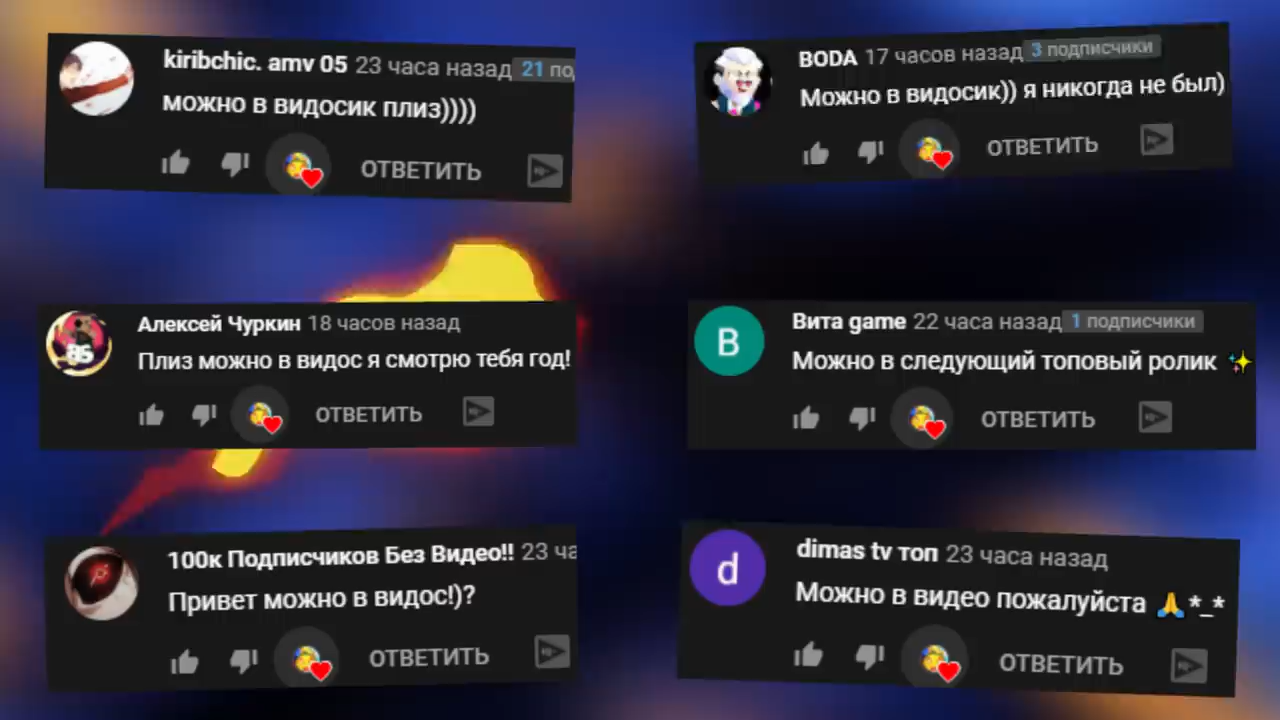 kiribchic. amv 05 23 часа назад 21 по
можно в видосик плиз))))
ОТВЕТИТЬ
BODA 17 часов назад 3 подписчики
Можно в видосик)) я никогда не был)
ОТВЕТИТЬ
Алексей Чуркин 18 часов назад
Плиз можно в видос я смотрю тебя год!
ОТВЕТИТЬ
В
Вита game 22 часа назад 1 подписчики
Можно в следующий топовый ролик ✨
ОТВЕТИТЬ
100к Подписчиков Без Видео!! 23 ча
Привет можно в видос!)?
ОТВЕТИТЬ
d
dimas tv топ 23 часа назад
Можно в видео пожалуйста 🙏*_*
ОТВЕТИТЬ